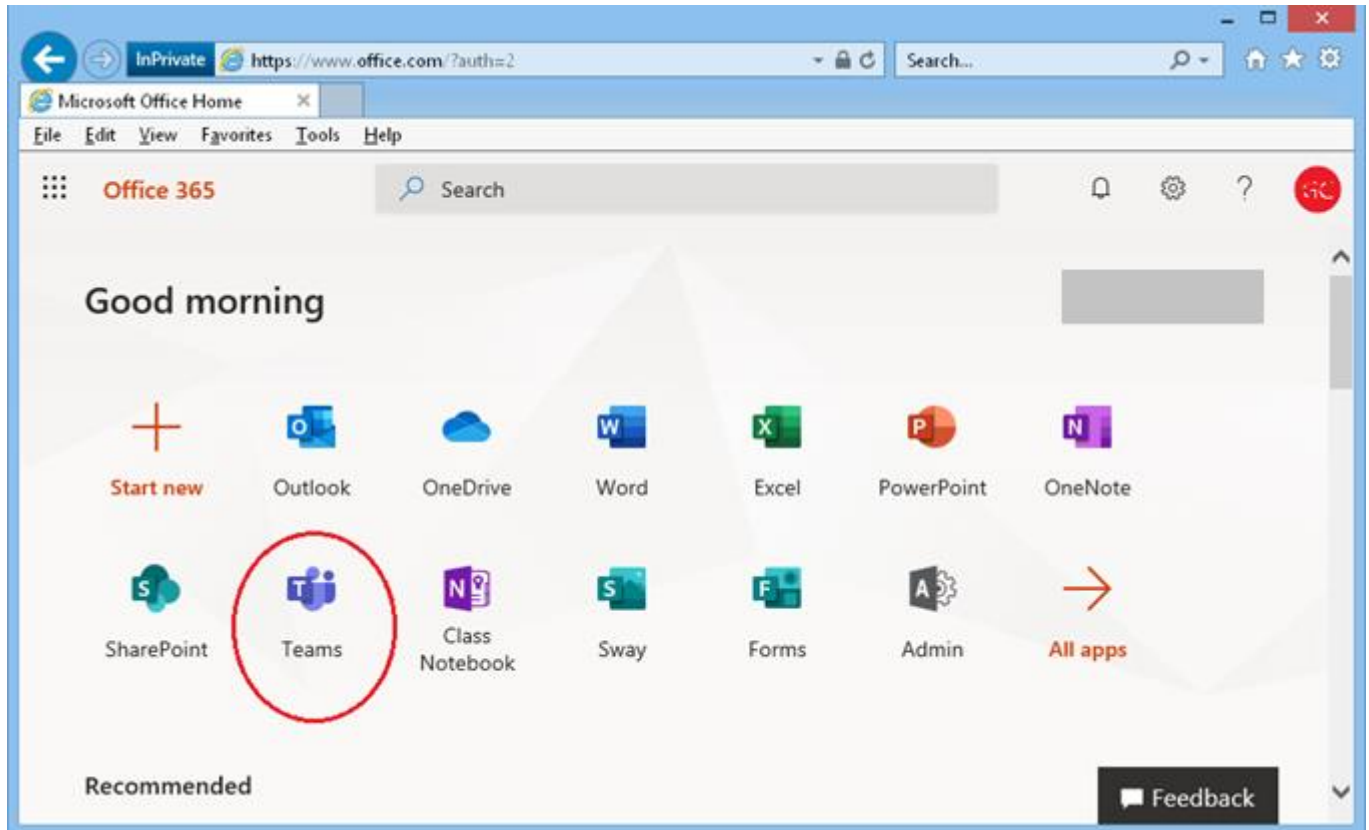 InPrivate https://www.office.com/?auth=2 Search...
Microsoft Office Home
File Edit View Favorites Tools Help
Office 365 Search ?
Good morning
Start new Outlook OneDrive Word Excel PowerPoint OneNote
SharePoint Teams Class Notebook Sway Forms Admin All apps
Recommended
Feedback